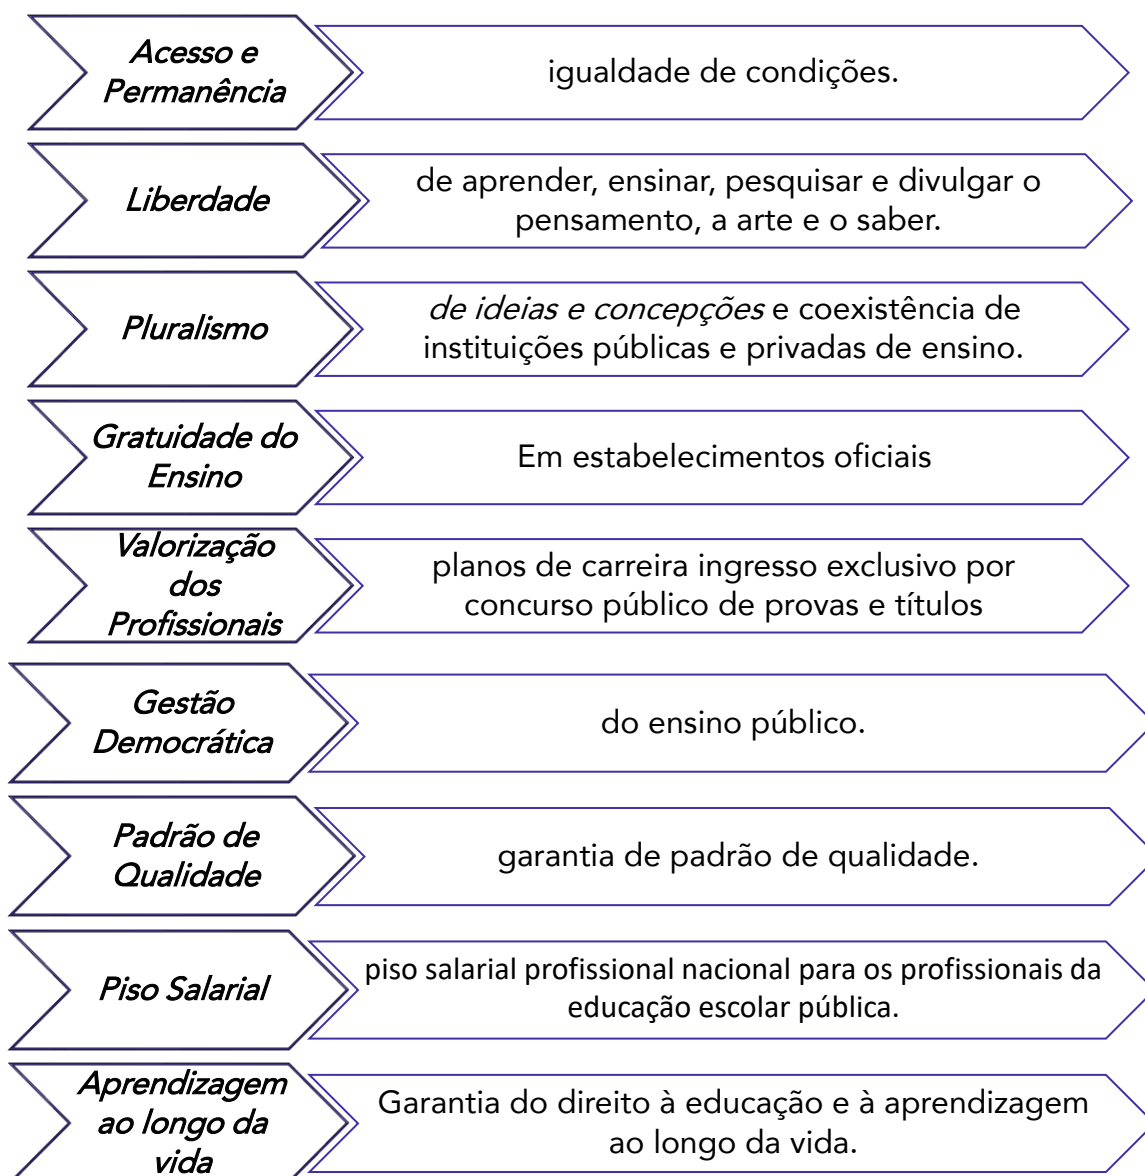 Acesso e
Permanência
igualdade de condições.
Liberdade
de aprender, ensinar, pesquisar e divulgar o
pensamento, a arte e o saber.
Pluralismo
de ideias e concepções e coexistência de
instituições públicas e privadas de ensino.
Gratuidade do
Ensino
Em estabelecimentos oficiais
Valorização
dos
Profissionais
planos de carreira ingresso exclusivo por
concurso público de provas e títulos
Gestão
Democrática
do ensino público.
Padrão de
Qualidade
garantia de padrão de qualidade.
Piso Salarial
piso salarial profissional nacional para os profissionais da
educação escolar pública.
Aprendizagem
ao longo da
vida
Garantia do direito à educação e à aprendizagem
ao longo da vida.